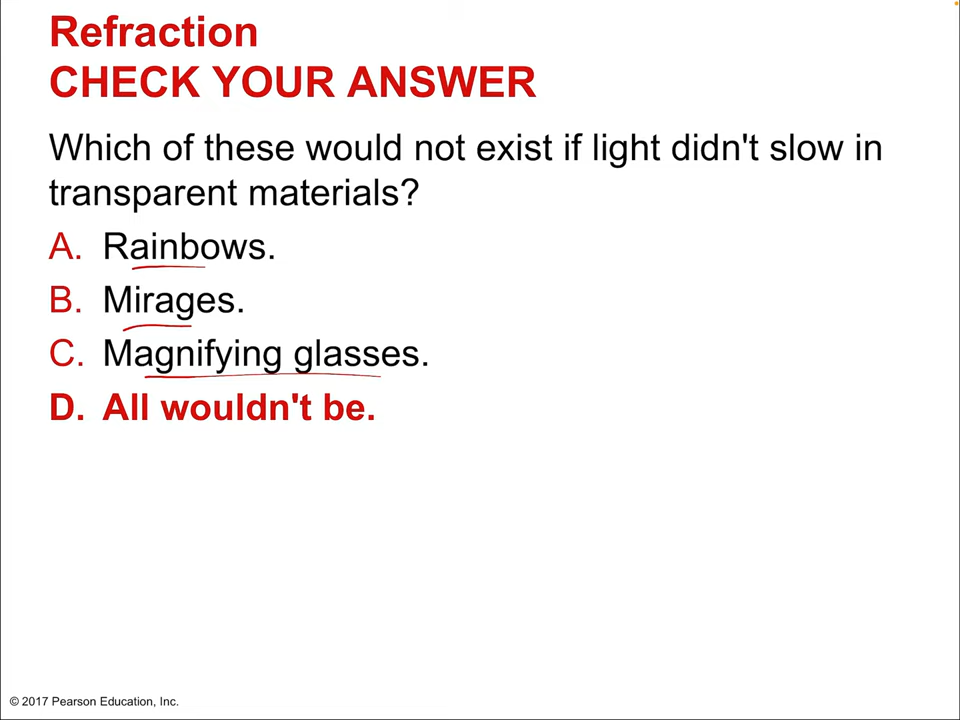 Refraction
CHECK YOUR ANSWER
Which of these would not exist if light didn't slow in
transparent materials?
A. Rainbows.
B. Mirages.
C. Magnifying glasses.
D. All wouldn't be.
© 2017 Pearson Education, Inc.